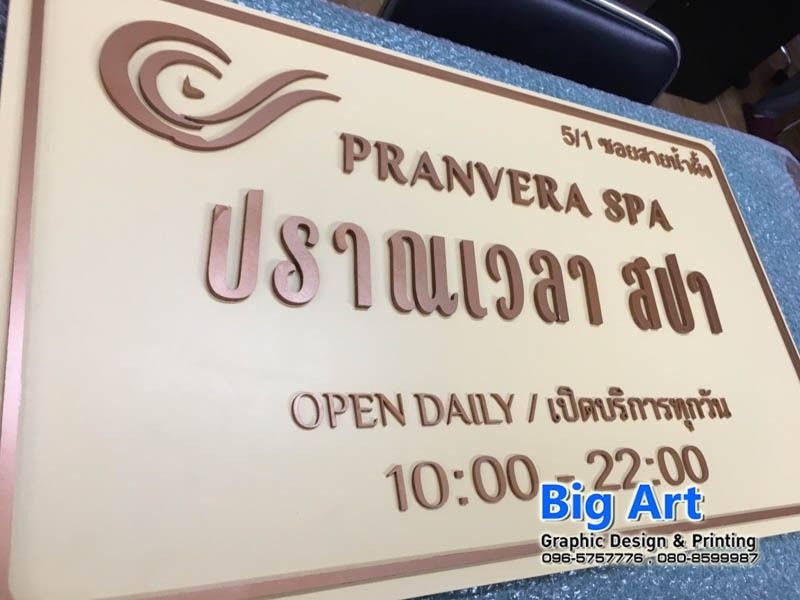 5/1 ซอยสายน้ำผึ้ง
PRANVERA SPA
ปราณเวลา สปา
OPEN DAILY / เปิดบริการทุกวัน
10:00 - 22:00
Big Art
Graphic Design & Printing
096-5757776 , 080-8599987